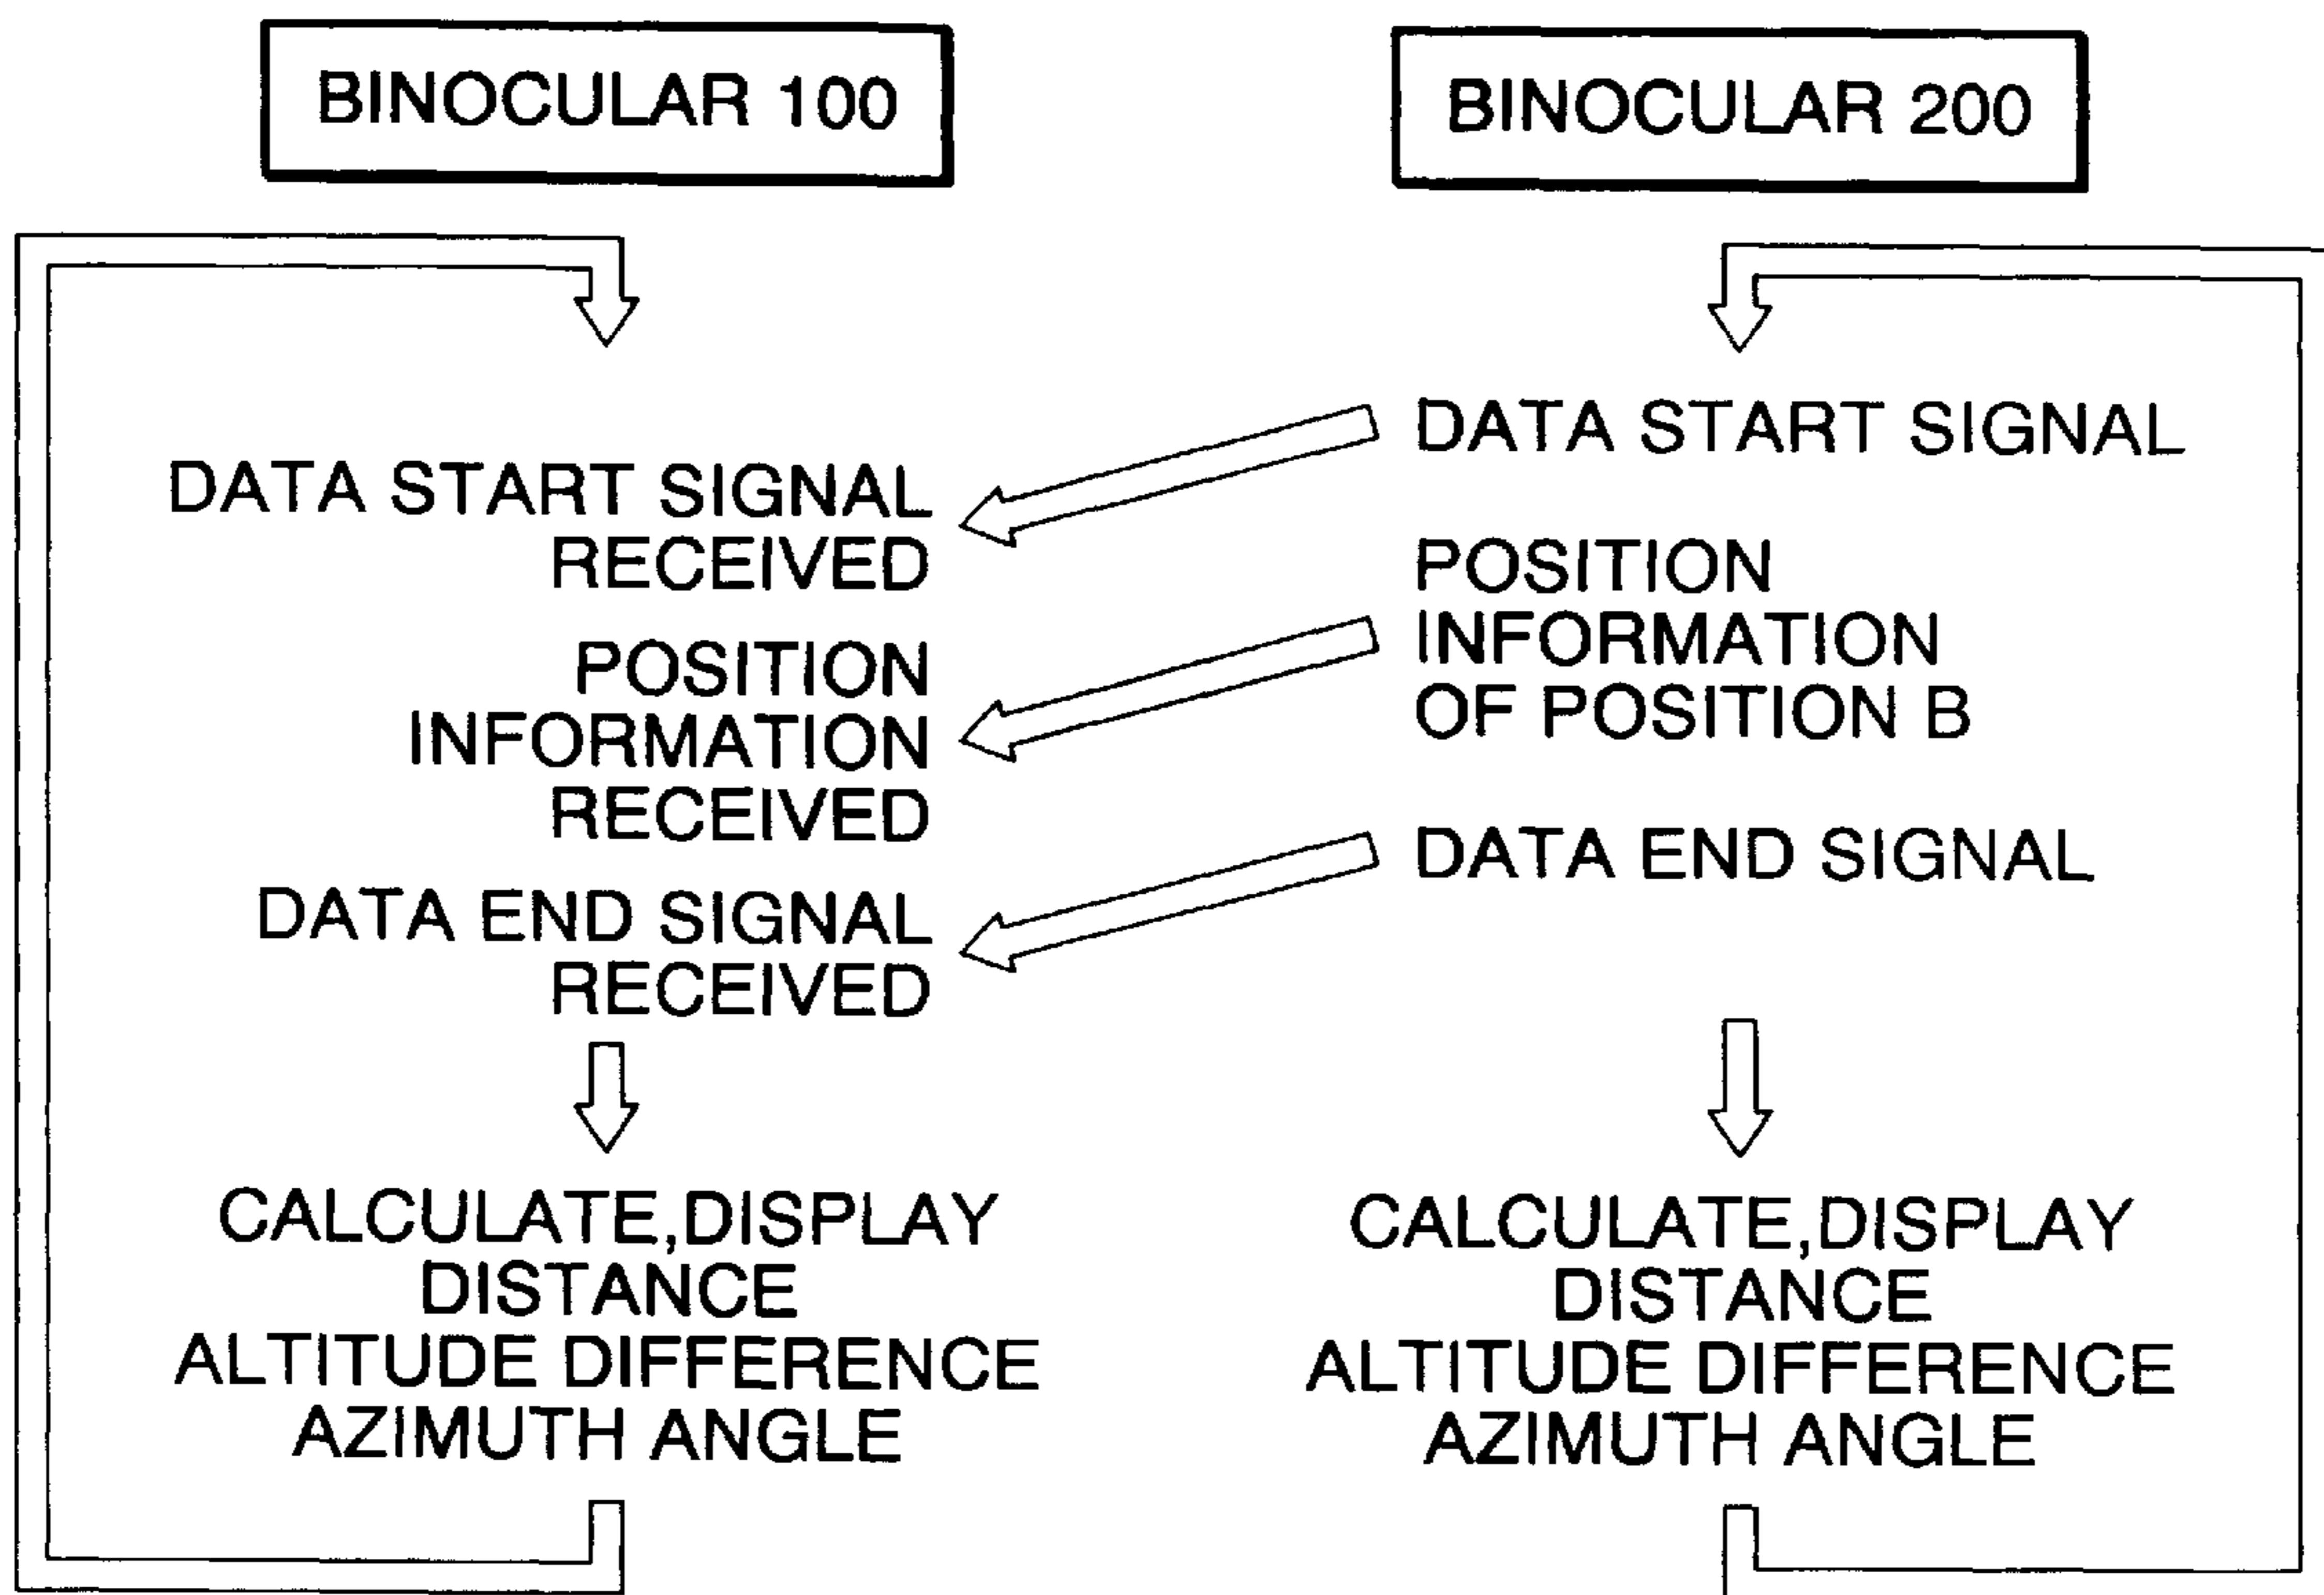 BINOCULAR 100
BINOCULAR 200
DATA START SIGNAL
RECEIVED
POSITION
INFORMATION
RECEIVED
DATA END SIGNAL
RECEIVED
CALCULATE,DISPLAY
DISTANCE
ALTITUDE DIFFERENCE
AZIMUTH ANGLE
DATA START SIGNAL
POSITION
INFORMATION
OF POSITION B
DATA END SIGNAL
CALCULATE,DISPLAY
DISTANCE
ALTITUDE DIFFERENCE
AZIMUTH ANGLE